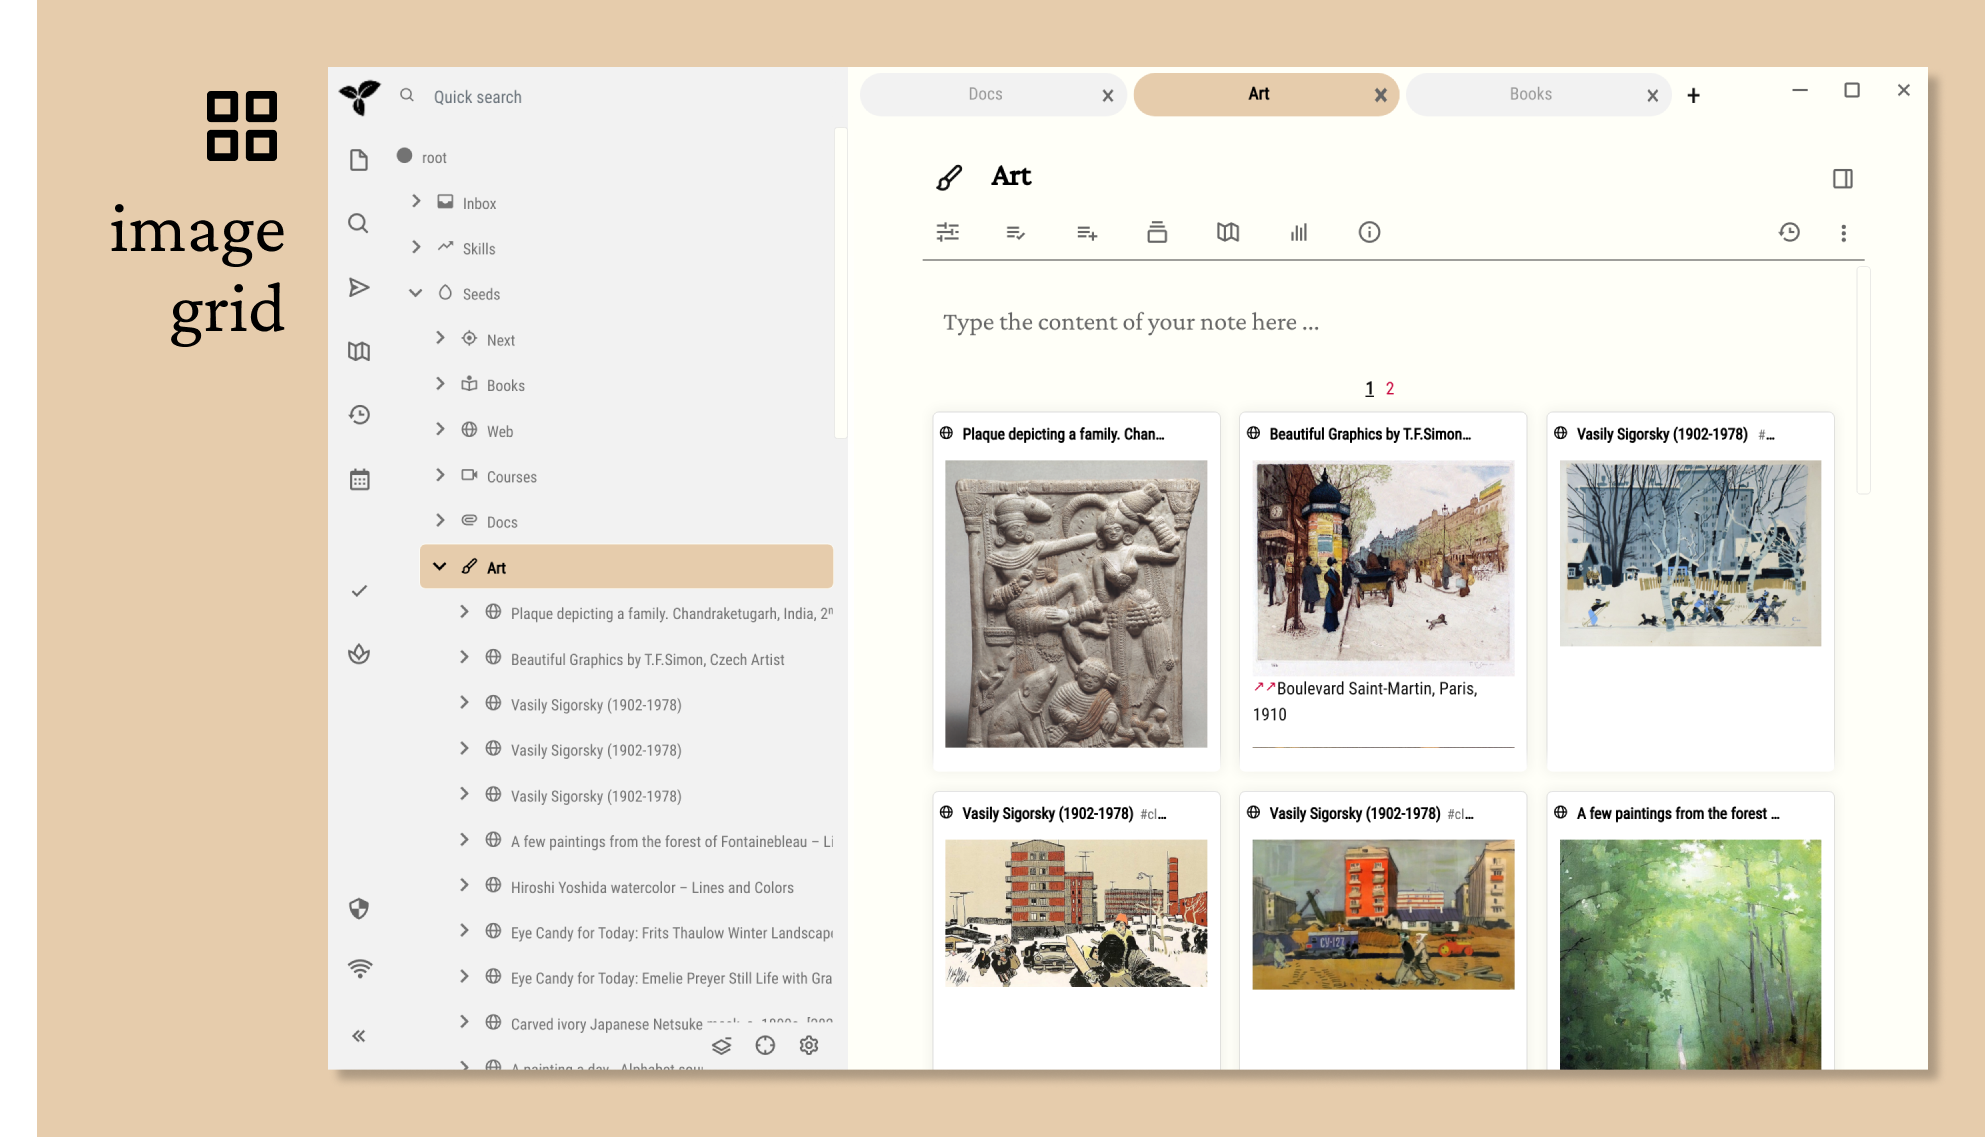 image
grid
Quick search
root
Inbox
Skills
Seeds
Next
Books
Web
Courses
Docs
Art
Plaque depicting a family. Chandraketugarh, India, 2ⁿ
Beautiful Graphics by T.F.Simon, Czech Artist
Vasily Sigorsky (1902-1978)
Vasily Sigorsky (1902-1978)
Vasily Sigorsky (1902-1978)
A few paintings from the forest of Fontainebleau – Li
Hiroshi Yoshida watercolor – Lines and Colors
Eye Candy for Today: Frits Thaulow Winter Landscape
Eye Candy for Today: Emelie Preyer Still Life with Gra
Carved ivory Japanese Netsuke
A painting a day
Docs
Art
Books
Art
Type the content of your note here ...
1 2
Plaque depicting a family. Chan...
Beautiful Graphics by T.F.Simon...
Vasily Sigorsky (1902-1978) #...
Boulevard Saint-Martin, Paris,
1910
Vasily Sigorsky (1902-1978) #cl...
Vasily Sigorsky (1902-1978) #cl...
A few paintings from the forest ...
СУ-127